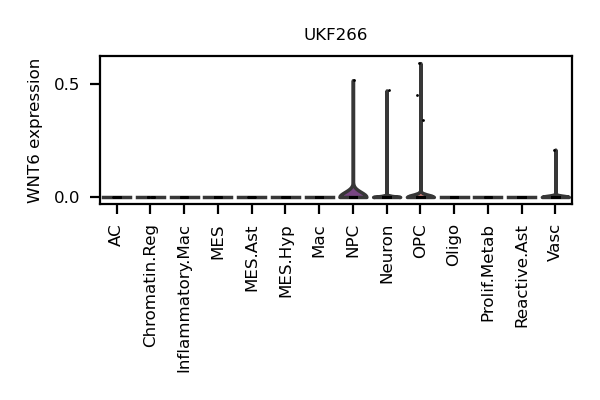 UKF266
WNT6 expression
0.5
0.0
AC
Chromatin.Reg
Inflammatory.Mac
MES
MES.Ast
MES.Hyp
Mac
NPC
Neuron
OPC
Oligo
Prolif.Metab
Reactive.Ast
Vasc